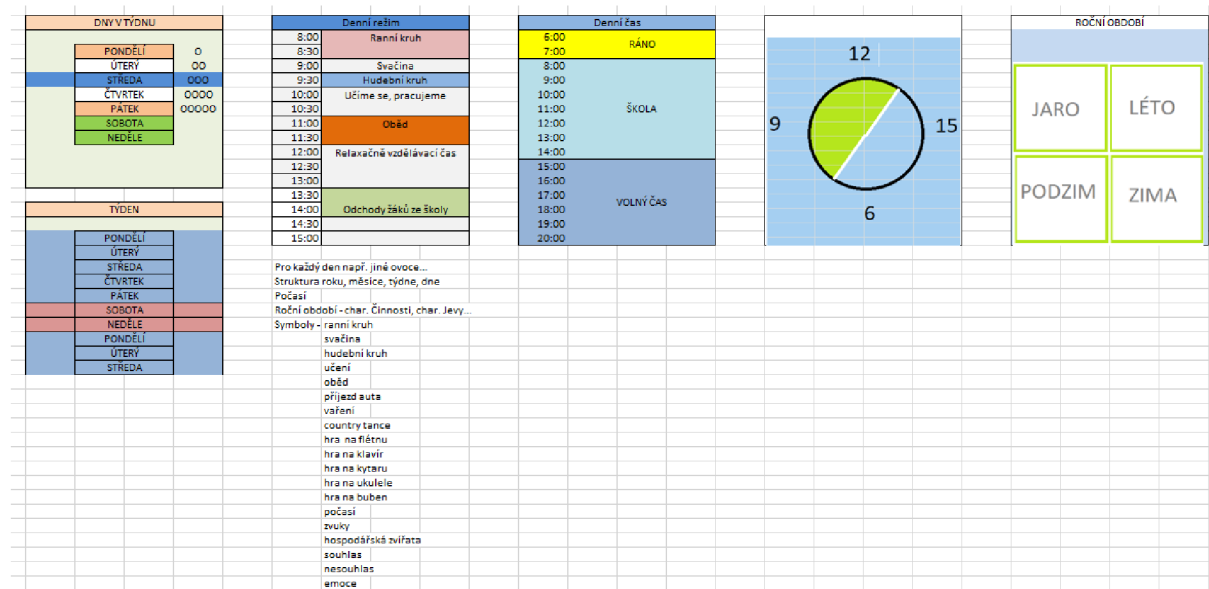 DNY V TÝDNU
PONDĚLÍ O
ÚTERÝ OO
STŘEDA OOO
ČTVRTEK OOOO
PÁTEK OOOOO
SOBOTA
NEDĚLE
TÝDEN
PONDĚLÍ
ÚTERÝ
STŘEDA
ČTVRTEK
PÁTEK
SOBOTA
NEDĚLE
PONDĚLÍ
ÚTERÝ
STŘEDA
Denní režim
8:00 Ranní kruh
8:30
9:00 Svačina
9:30 Hudební kruh
10:00 Učíme se, pracujeme
10:30
11:00 Oběd
11:30
12:00 Relaxačně vzdělávací čas
12:30
13:00
13:30
14:00 Odchody žáků ze školy
14:30
15:00
Pro každý den např. jiné ovoce...
Struktura roku, měsíce, týdne, dne
Počasí
Roční období - char. Činnosti, char. Jevy...
Symboly - ranní kruh
svačina
hudební kruh
učení
oběd
příjezd auta
vaření
country tance
hra na flétnu
hra na klavír
hra na kytaru
hra na ukulele
hra na buben
počasí
zvuky
hospodářská zvířata
souhlas
nesouhlas
emoce
Denní čas
6:00
7:00
RÁNO
8:00
9:00
10:00
11:00
12:00
13:00
14:00
ŠKOLA
15:00
16:00
17:00
18:00
19:00
20:00
VOLNÝ ČAS
12
9
15
6
ROČNÍ OBDOBÍ
JARO LÉTO
PODZIM ZIMA